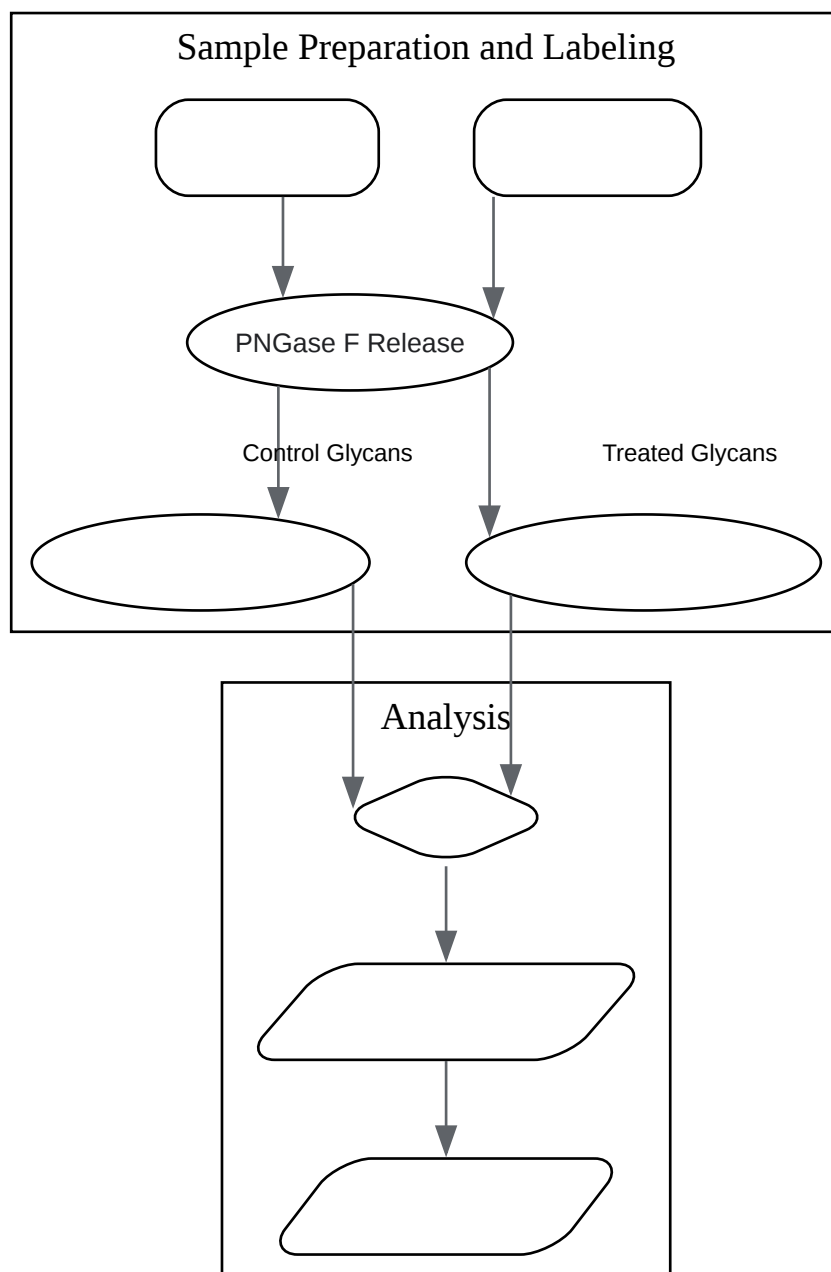 Sample Preparation and Labeling
PNGase F Release
Control Glycans
Treated Glycans
Analysis